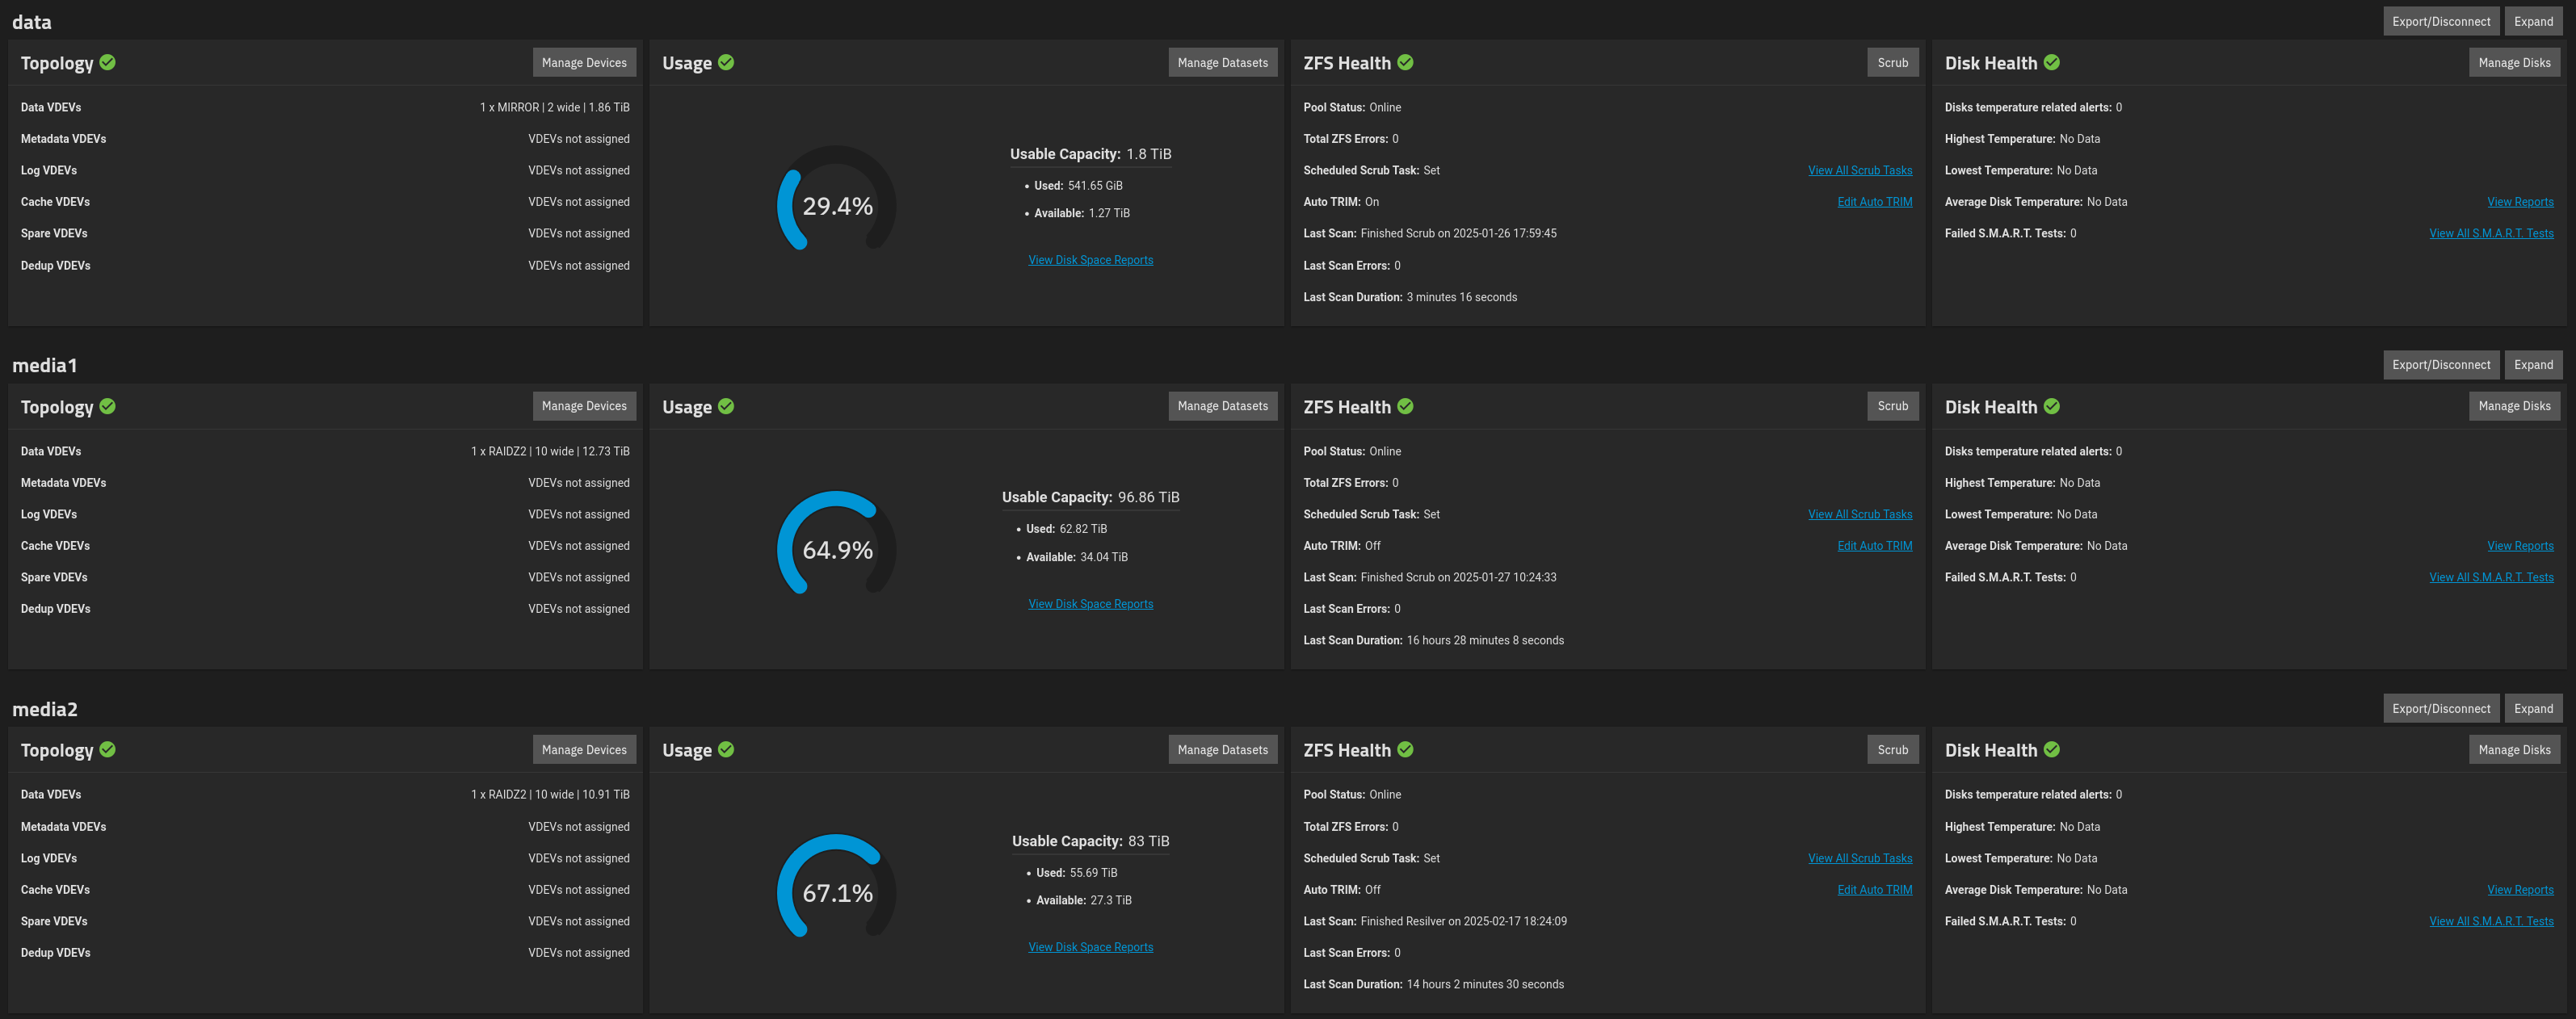 data
Export/Disconnect Expand
Topology Manage Devices
Data VDEVs 1 x MIRROR | 2 wide | 1.86 TiB
Metadata VDEVs VDEVs not assigned
Log VDEVs VDEVs not assigned
Cache VDEVs VDEVs not assigned
Spare VDEVs VDEVs not assigned
Dedup VDEVs VDEVs not assigned
Usage Manage Datasets
29.4%
Usable Capacity: 1.8 TiB
• Used: 541.65 GiB
• Available: 1.27 TiB
View Disk Space Reports
ZFS Health Scrub
Pool Status: Online
Total ZFS Errors: 0
Scheduled Scrub Task: Set View All Scrub Tasks
Auto TRIM: On Edit Auto TRIM
Last Scan: Finished Scrub on 2025-01-26 17:59:45
Last Scan Errors: 0
Last Scan Duration: 3 minutes 16 seconds
Disk Health Manage Disks
Disks temperature related alerts: 0
Highest Temperature: No Data
Lowest Temperature: No Data
Average Disk Temperature: No Data View Reports
Failed S.M.A.R.T. Tests: 0 View All S.M.A.R.T. Tests
media1
Export/Disconnect Expand
Topology Manage Devices
Data VDEVs 1 x RAIDZ2 | 10 wide | 12.73 TiB
Metadata VDEVs VDEVs not assigned
Log VDEVs VDEVs not assigned
Cache VDEVs VDEVs not assigned
Spare VDEVs VDEVs not assigned
Dedup VDEVs VDEVs not assigned
Usage Manage Datasets
64.9%
Usable Capacity: 96.86 TiB
• Used: 62.82 TiB
• Available: 34.04 TiB
View Disk Space Reports
ZFS Health Scrub
Pool Status: Online
Total ZFS Errors: 0
Scheduled Scrub Task: Set View All Scrub Tasks
Auto TRIM: Off Edit Auto TRIM
Last Scan: Finished Scrub on 2025-01-27 10:24:33
Last Scan Errors: 0
Last Scan Duration: 16 hours 28 minutes 8 seconds
Disk Health Manage Disks
Disks temperature related alerts: 0
Highest Temperature: No Data
Lowest Temperature: No Data
Average Disk Temperature: No Data View Reports
Failed S.M.A.R.T. Tests: 0 View All S.M.A.R.T. Tests
media2
Export/Disconnect Expand
Topology Manage Devices
Data VDEVs 1 x RAIDZ2 | 10 wide | 10.91 TiB
Metadata VDEVs VDEVs not assigned
Log VDEVs VDEVs not assigned
Cache VDEVs VDEVs not assigned
Spare VDEVs VDEVs not assigned
Dedup VDEVs VDEVs not assigned
Usage Manage Datasets
67.1%
Usable Capacity: 83 TiB
• Used: 55.69 TiB
• Available: 27.3 TiB
View Disk Space Reports
ZFS Health Scrub
Pool Status: Online
Total ZFS Errors: 0
Scheduled Scrub Task: Set View All Scrub Tasks
Auto TRIM: Off Edit Auto TRIM
Last Scan: Finished Resilver on 2025-02-17 18:24:09
Last Scan Errors: 0
Last Scan Duration: 14 hours 2 minutes 30 seconds
Disk Health Manage Disks
Disks temperature related alerts: 0
Highest Temperature: No Data
Lowest Temperature: No Data
Average Disk Temperature: No Data View Reports
Failed S.M.A.R.T. Tests: 0 View All S.M.A.R.T. Tests